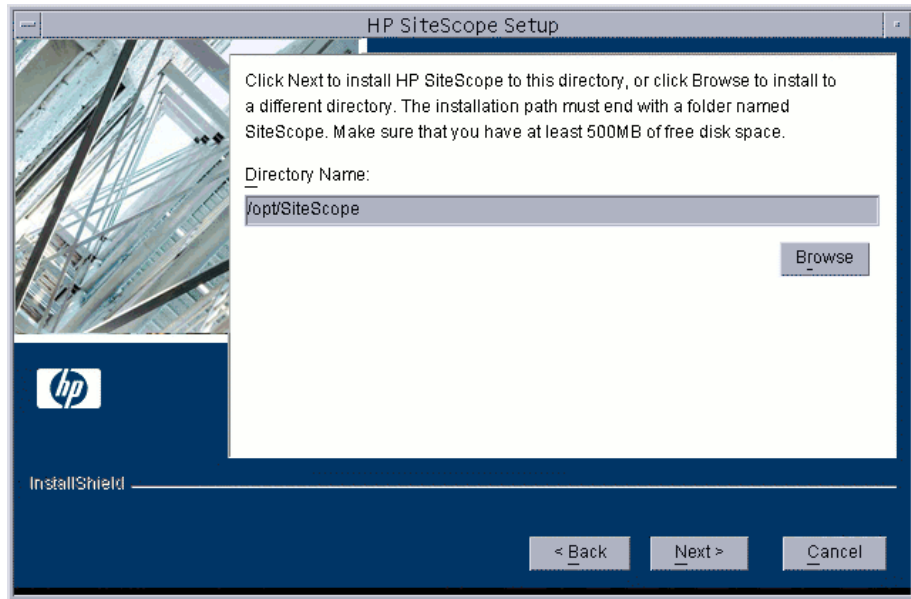 HP SiteScope Setup
Click Next to install HP SiteScope to this directory, or click Browse to install to
a different directory. The installation path must end with a folder named
SiteScope. Make sure that you have at least 500MB of free disk space.
Directory Name:
/opt/SiteScope
Browse
hp
InstallShield
< Back
Next >
Cancel